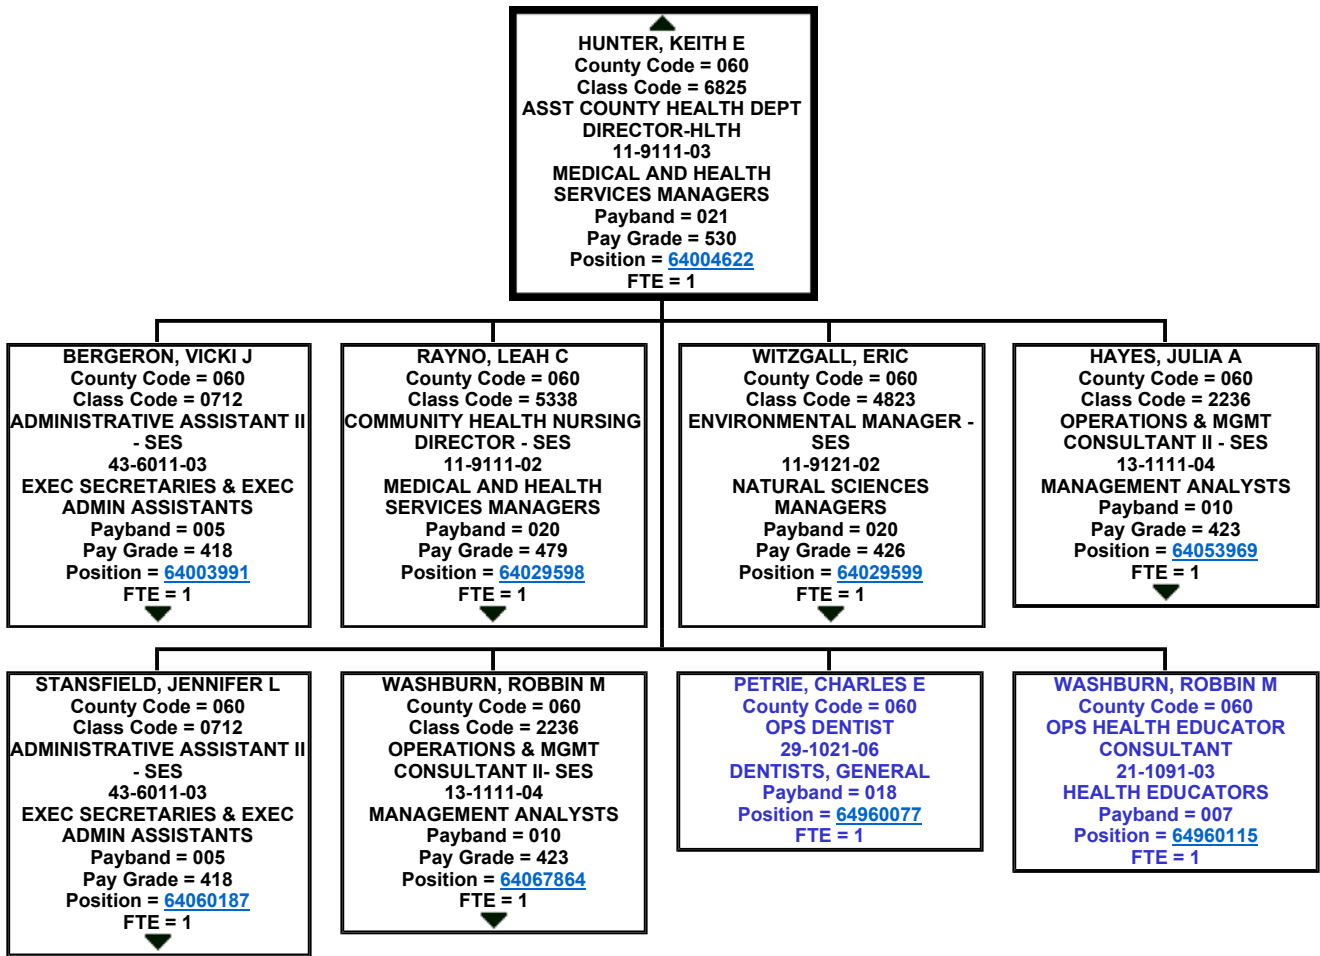 HUNTER, KEITH E
County Code = 060
Class Code = 6825
ASST COUNTY HEALTH DEPT
DIRECTOR-HLTH
11-9111-03
MEDICAL AND HEALTH
SERVICES MANAGERS
Payband = 021
Pay Grade = 530
Position = 64004622
FTE = 1
BERGERON, VICKI J
County Code = 060
Class Code = 0712
ADMINISTRATIVE ASSISTANT II
- SES
43-6011-03
EXEC SECRETARIES & EXEC
ADMIN ASSISTANTS
Payband = 005
Pay Grade = 418
Position = 64003991
FTE = 1
RAYNO, LEAH C
County Code = 060
Class Code = 5338
COMMUNITY HEALTH NURSING
DIRECTOR - SES
11-9111-02
MEDICAL AND HEALTH
SERVICES MANAGERS
Payband = 020
Pay Grade = 479
Position = 64029598
FTE = 1
WITZGALL, ERIC
County Code = 060
Class Code = 4823
ENVIRONMENTAL MANAGER -
SES
11-9121-02
NATURAL SCIENCES
MANAGERS
Payband = 020
Pay Grade = 426
Position = 64029599
FTE = 1
HAYES, JULIA A
County Code = 060
Class Code = 2236
OPERATIONS & MGMT
CONSULTANT II - SES
13-1111-04
MANAGEMENT ANALYSTS
Payband = 010
Pay Grade = 423
Position = 64053969
FTE = 1
STANSFIELD, JENNIFER L
County Code = 060
Class Code = 0712
ADMINISTRATIVE ASSISTANT II
- SES
43-6011-03
EXEC SECRETARIES & EXEC
ADMIN ASSISTANTS
Payband = 005
Pay Grade = 418
Position = 64060187
FTE = 1
WASHBURN, ROBBIN M
County Code = 060
Class Code = 2236
OPERATIONS & MGMT
CONSULTANT II- SES
13-1111-04
MANAGEMENT ANALYSTS
Payband = 010
Pay Grade = 423
Position = 64067864
FTE = 1
PETRIE, CHARLES E
County Code = 060
OPS DENTIST
29-1021-06
DENTISTS, GENERAL
Payband = 018
Position = 64960077
FTE = 1
WASHBURN, ROBBIN M
County Code = 060
OPS HEALTH EDUCATOR
CONSULTANT
21-1091-03
HEALTH EDUCATORS
Payband = 007
Position = 64960115
FTE = 1